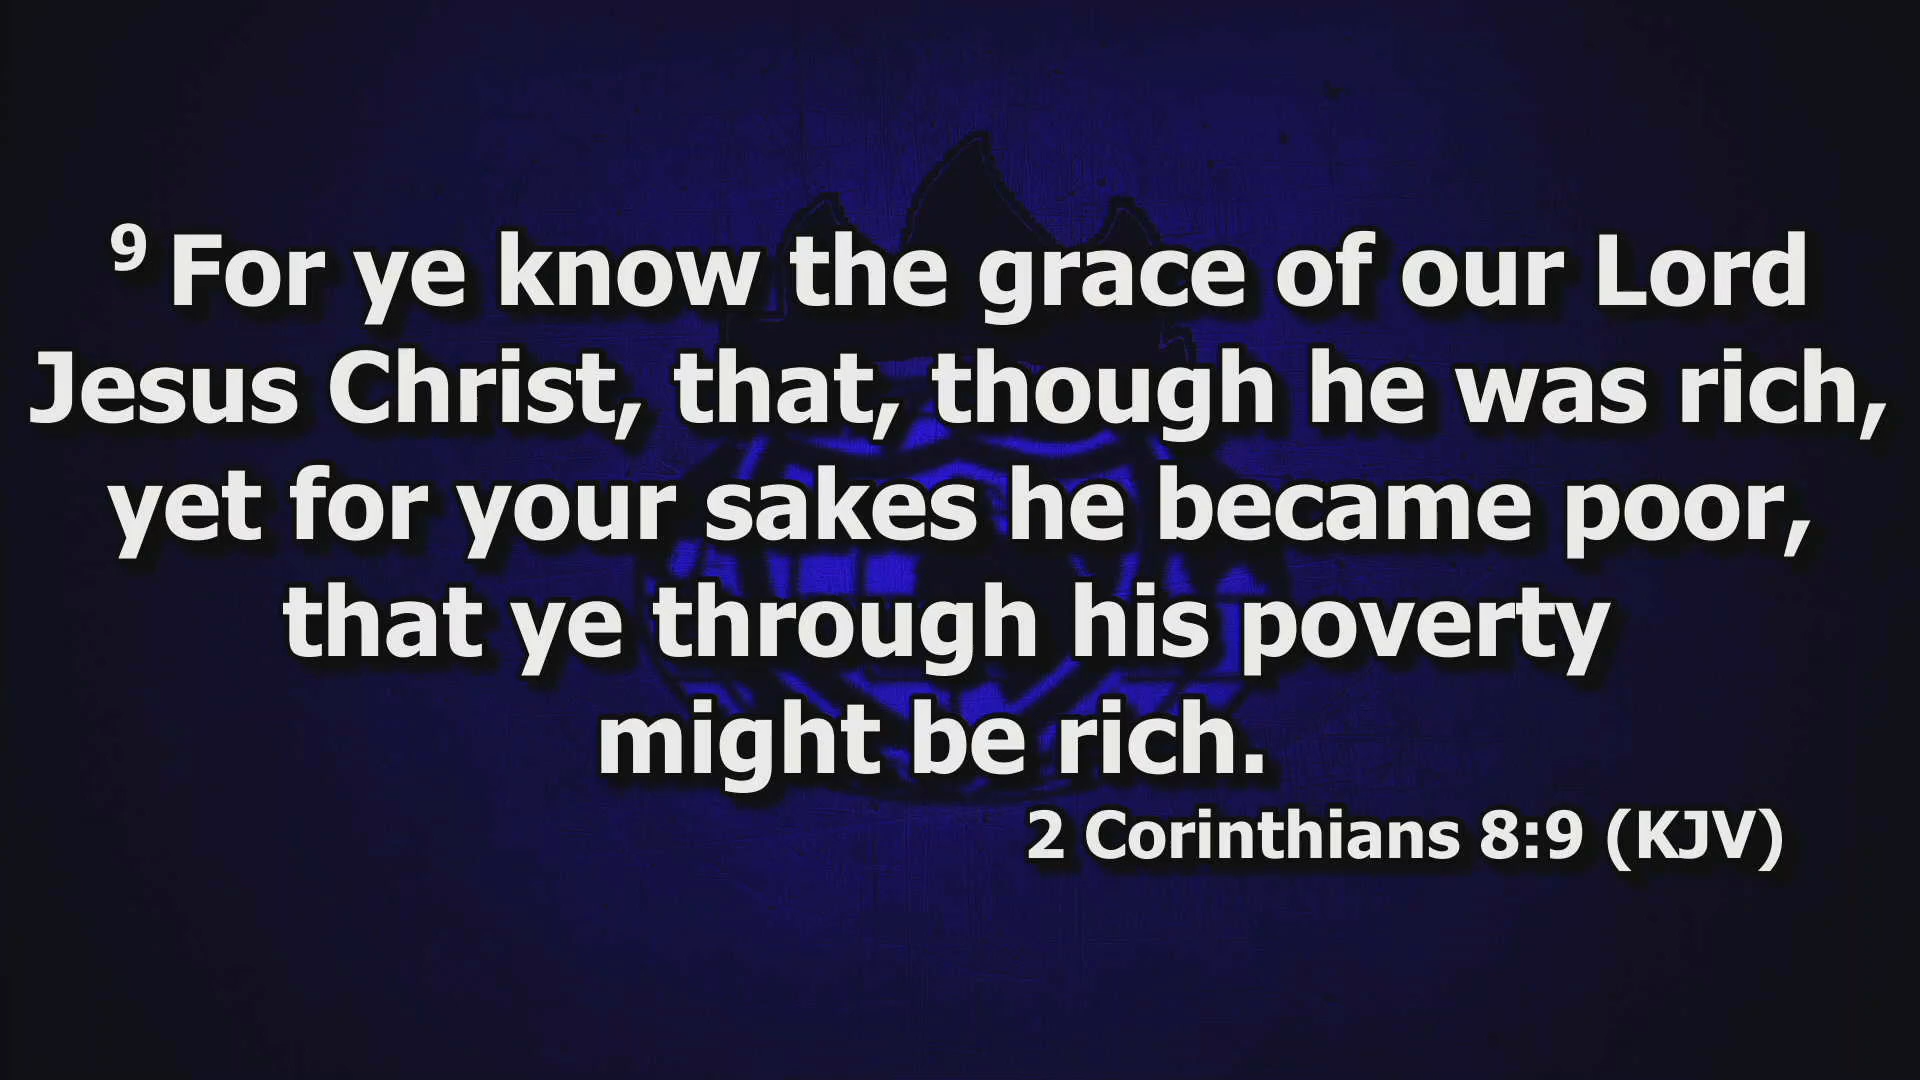 9 For ye know the grace of our Lord
Jesus Christ, that, though he was rich,
yet for your sakes he became poor,
that ye through his poverty
might be rich.
2 Corinthians 8:9 (KJV)